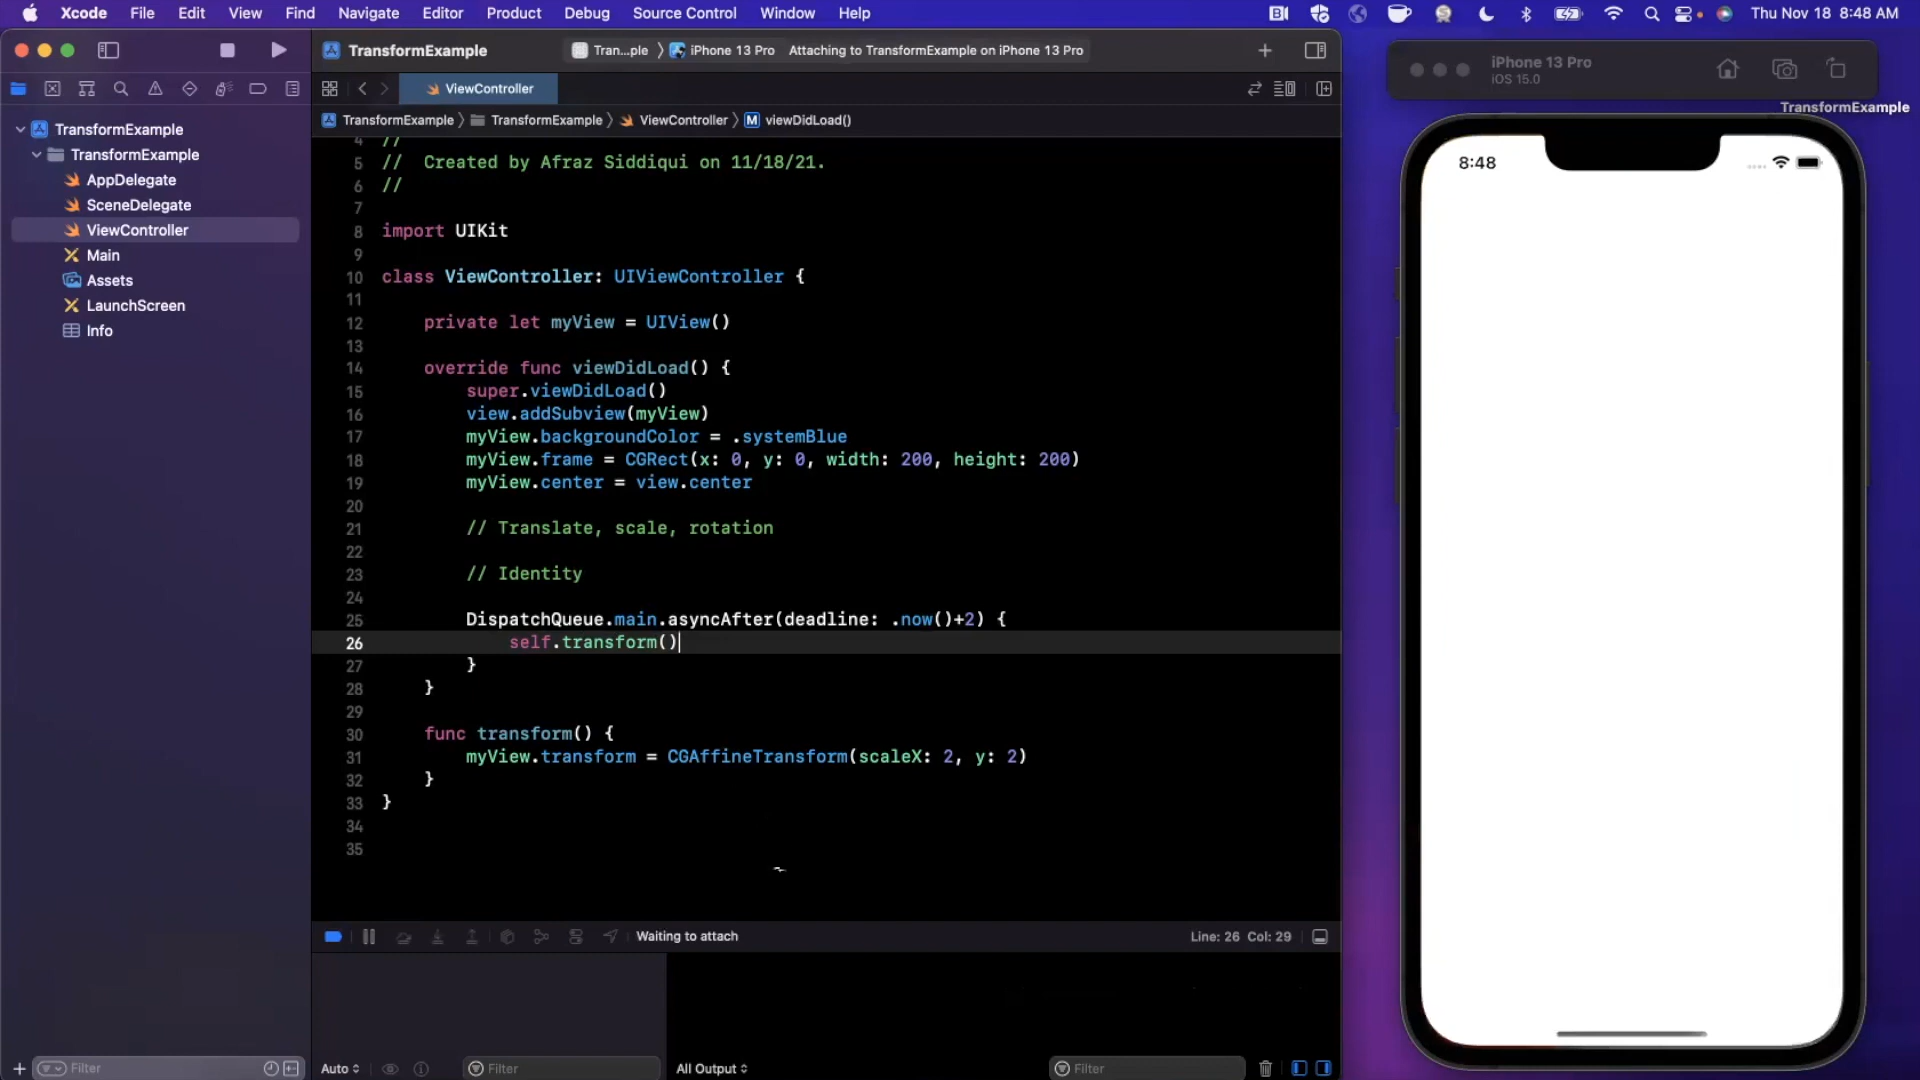 Xcode File Edit View Find Navigate Editor Product Debug Source Control Window Help Thu Nov 18 8:48 AM
TransformExample Tran...ple iPhone 13 Pro Attaching to TransformExample on iPhone 13 Pro
iPhone 13 Pro
iOS 15.0
ViewController
TransformExample
TransformExample TransformExample ViewController M viewDidLoad()
TransformExample
TransformExample
AppDelegate
SceneDelegate
ViewController
Main
Assets
LaunchScreen
Info
4 //
5 // Created by Afraz Siddiqui on 11/18/21.
6 //
7
8 import UIKit
9
10 class ViewController: UIViewController {
11
12 private let myView = UIView()
13
14 override func viewDidLoad() {
15 super.viewDidLoad()
16 view.addSubview(myView)
17 myView.backgroundColor = .systemBlue
18 myView.frame = CGRect(x: 0, y: 0, width: 200, height: 200)
19 myView.center = view.center
20
21 // Translate, scale, rotation
22
23 // Identity
24
25 DispatchQueue.main.asyncAfter(deadline: .now()+2) {
26 self.transform()
27 }
28 }
29
30 func transform() {
31 myView.transform = CGAffineTransform(scaleX: 2, y: 2)
32 }
33 }
34
35
8:48
Waiting to attach Line: 26 Col: 29
Filter Auto Filter All Output Filter